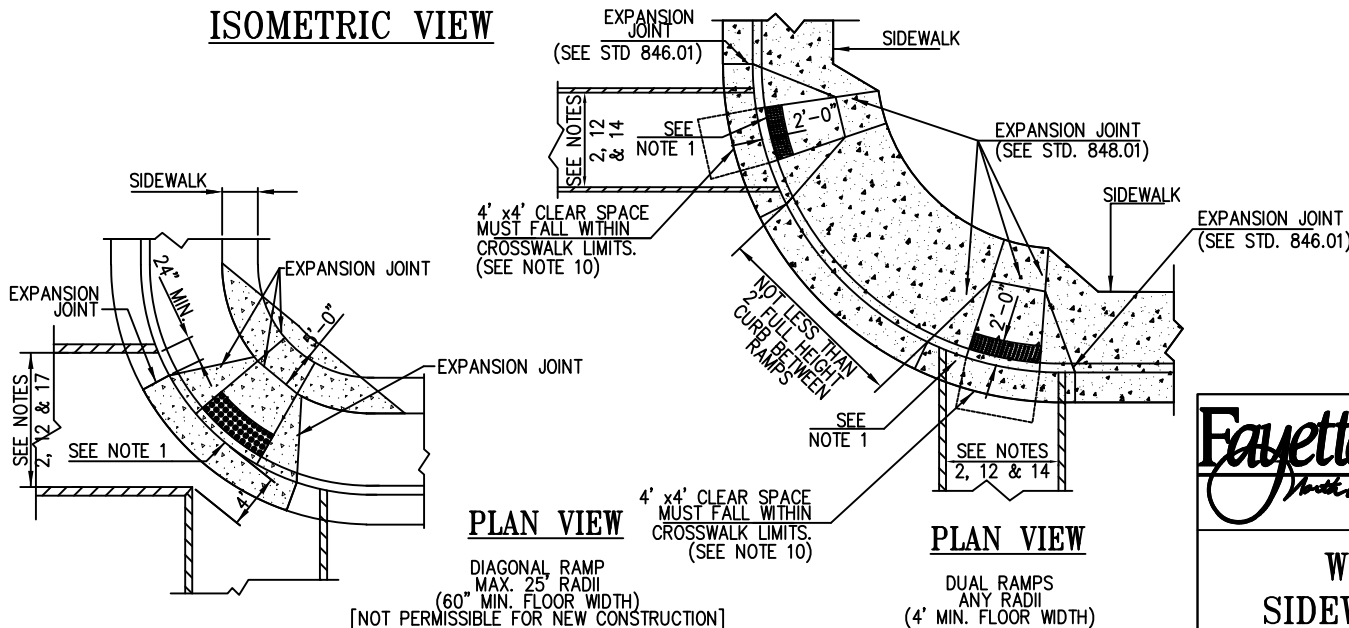 ISOMETRIC VIEW
EXPANSION
JOINT
(SEE STD 846.01)
SIDEWALK
SEE NOTES
2, 12
& 14
SEE
NOTE 1
2'-0"
EXPANSION JOINT
(SEE STD. 848.01)
SIDEWALK
4' x4' CLEAR SPACE
MUST FALL WITHIN
CROSSWALK LIMITS.
(SEE NOTE 10)
SIDEWALK
EXPANSION JOINT
(SEE STD. 846.01)
EXPANSION JOINT
24" MIN.
EXPANSION
JOINT
5'-0"
NOT LESS THAN
2' FULL HEIGHT
CURB BETWEEN
RAMPS
2'-0"
EXPANSION JOINT
SEE NOTES
2, 12 & 17
SEE NOTE 1
4'
SEE
NOTE 1
SEE NOTES
2, 12 & 14
4' x4' CLEAR SPACE
MUST FALL WITHIN
CROSSWALK LIMITS.
(SEE NOTE 10)
PLAN VIEW
DIAGONAL RAMP
MAX. 25' RADII
(60" MIN. FLOOR WIDTH)
[NOT PERMISSIBLE FOR NEW CONSTRUCTION]
PLAN VIEW
DUAL RAMPS
ANY RADII
(4' MIN. FLOOR WIDTH)
Fayett
W
SIDEW